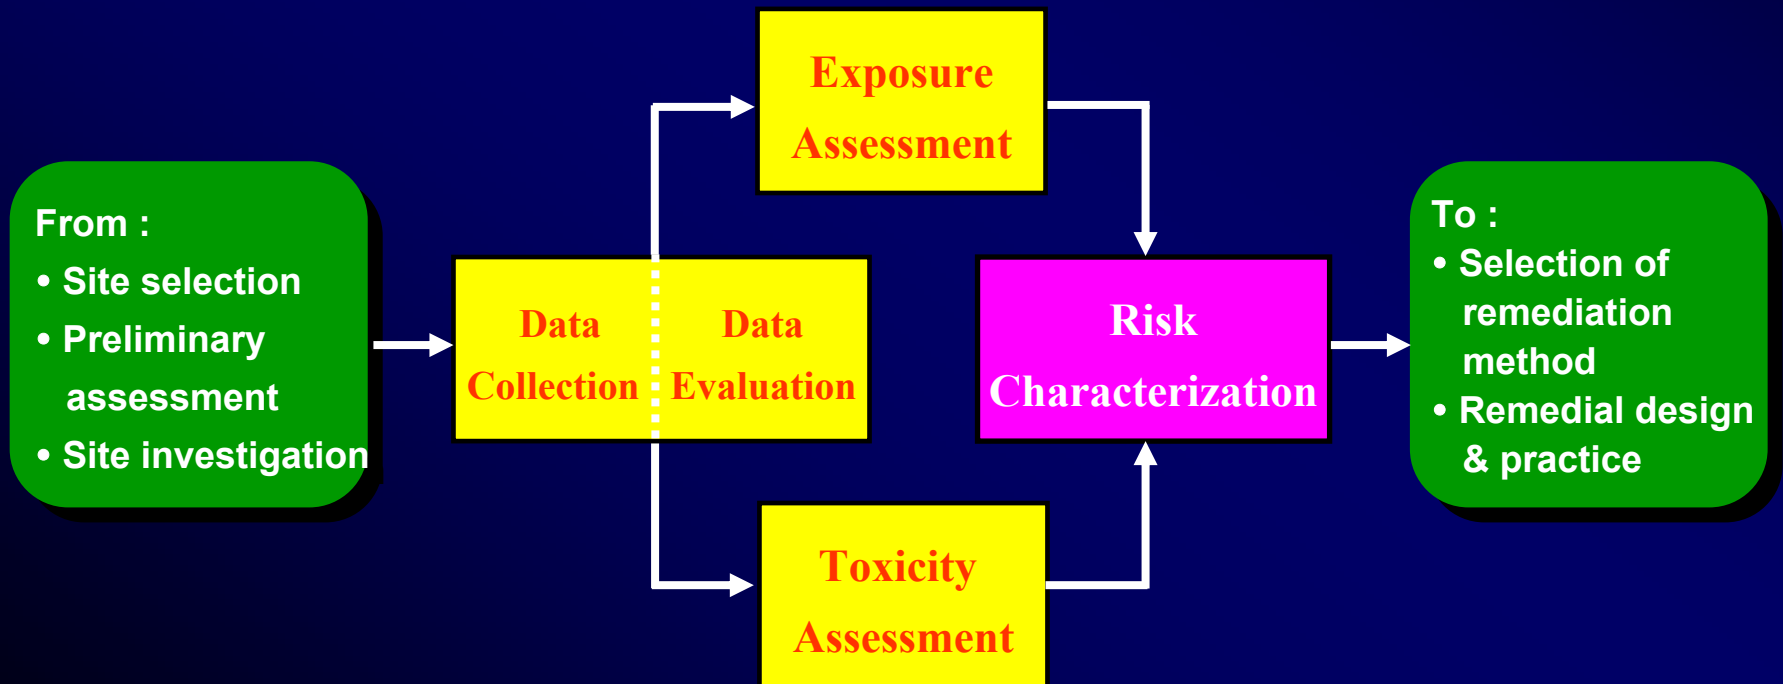 Exposure
Assessment
From :
• Site selection
• Preliminary
assessment
• Site investigation
Data
Collection
Data
Evaluation
Risk
Characterization
To :
• Selection of
remediation
method
• Remedial design
& practice
Toxicity
Assessment